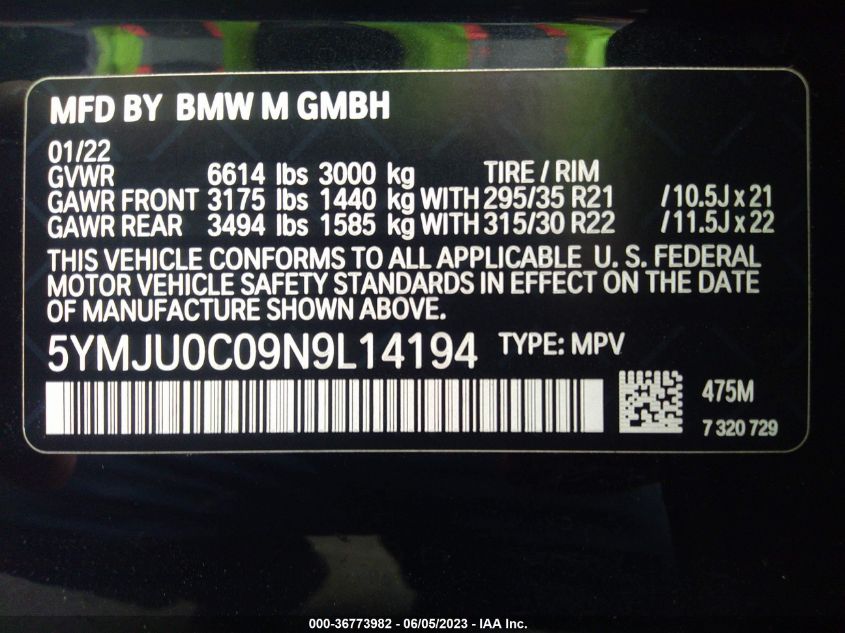 MFD BY BMW M GMBH
01/22
GVWR 6614 lbs 3000 kg TIRE / RIM
GAWR FRONT 3175 lbs 1440 kg WITH 295/35 R21 / 10.5J x 21
GAWR REAR 3494 lbs 1585 kg WITH 315/30 R22 / 11.5J x 22
THIS VEHICLE CONFORMS TO ALL APPLICABLE U. S. FEDERAL
MOTOR VEHICLE SAFETY STANDARDS IN EFFECT ON THE DATE
OF MANUFACTURE SHOWN ABOVE.
5YMJU0C09N9L14194 TYPE: MPV
475M
7 320 729
000-36773982 - 06/05/2023 - IAA Inc.